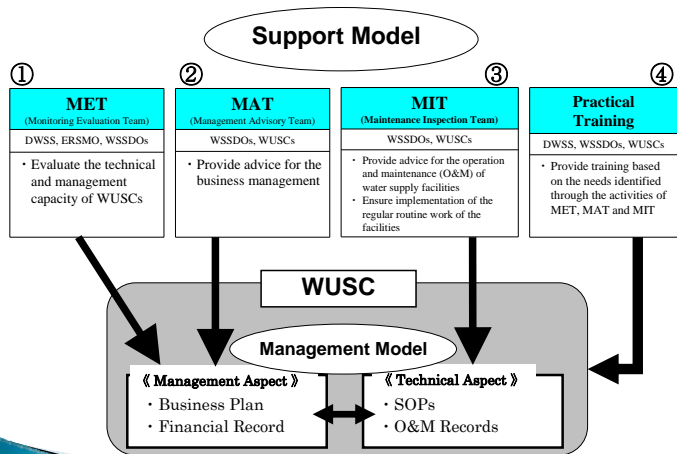 Support Model
①
②
③
④
MET
(Monitoring Evaluation Team)
DWSS, ERSMO, WSSDOs
・Evaluate the technical
and management
capacity of WUSCs
MAT
(Management Advisory Team)
WSSDOs, WUSCs
・Provide advice for the
business management
MIT
(Maintenance Inspection Team)
WSSDOs, WUSCs
・Provide advice for the operation
and maintenance (O&M) of
water supply facilities
・Ensure implementation of the
regular routine work of the
facilities
Practical
Training
DWSS, WSSDOs, WUSCs
・Provide training based
on the needs identified
through the activities of
MET, MAT and MIT
WUSC
Management Model
《 Management Aspect 》
・Business Plan
・Financial Record
《 Technical Aspect 》
・SOPs
・O&M Records